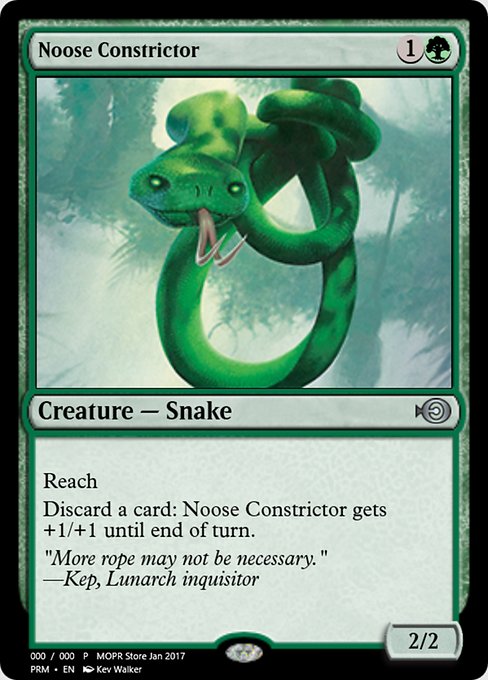 Noose Constrictor 1
Creature — Snake
Reach
Discard a card: Noose Constrictor gets
+1/+1 until end of turn.
"More rope may not be necessary."
—Kep, Lunarch inquisitor
2/2
000 / 000 P MOPR Store Jan 2017
PRM • EN Kev Walker